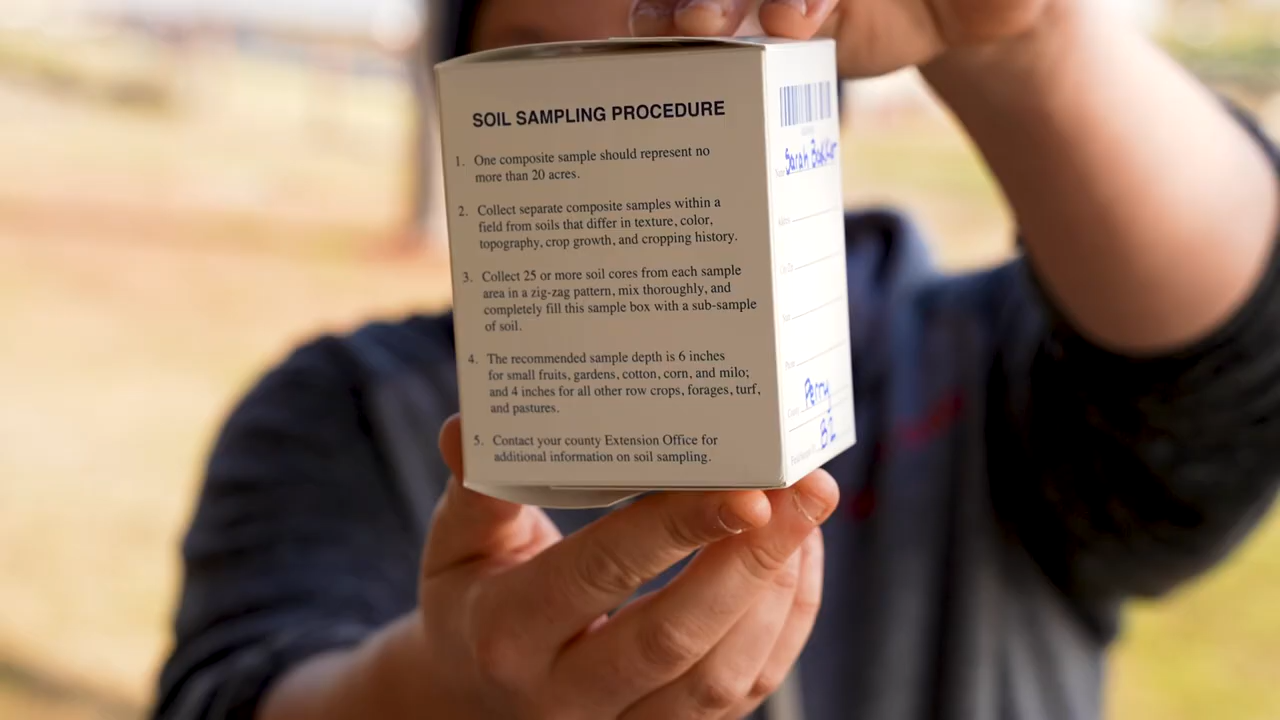 SOIL SAMPLING PROCEDURE
1. One composite sample should represent no
more than 20 acres.
2. Collect separate composite samples within a
field from soils that differ in texture, color,
topography, crop growth, and cropping history.
3. Collect 25 or more soil cores from each sample
area in a zig-zag pattern, mix thoroughly, and
completely fill this sample box with a sub-sample
of soil.
4. The recommended sample depth is 6 inches
for small fruits, gardens, cotton, corn, and milo;
and 4 inches for all other row crops, forages, turf,
and pastures.
5. Contact your county Extension Office for
additional information on soil sampling.
Sarah
Perry
B2